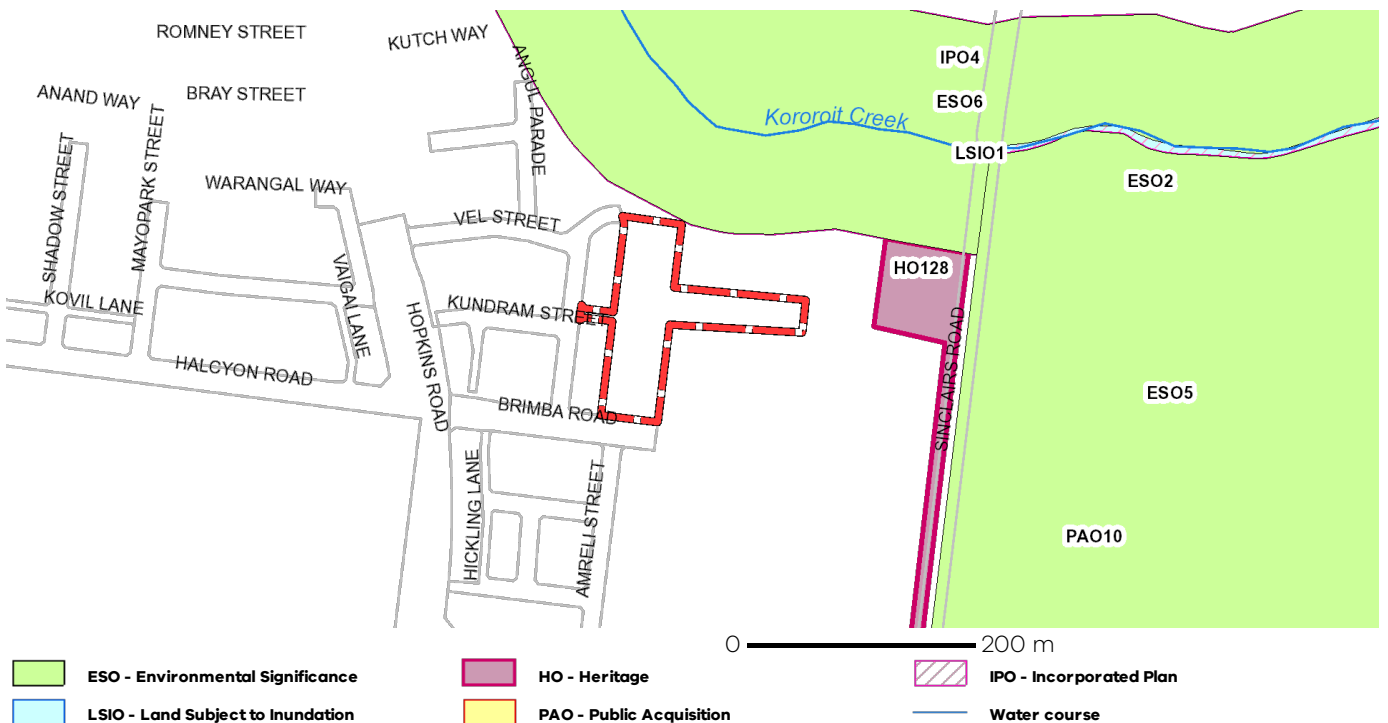 ROMNEY STREET
KUTCH WAY
ANAND WAY
BRAY STREET
ANGUL PARADE
IPO4
ESO6
Kororoit Creek
LSIO1
ESO2
SHADOW STREET
MAYOPARK STREET
WARANGAL WAY
VEL STREET
HO128
KOVIL LANE
VAIGAI LANE
HOPKINS ROAD
KUNDRAM STREET
HALCYON ROAD
BRIMBA ROAD
SINCLAIRS ROAD
ESO5
HICKLING LANE
AMRELI STREET
PAO10
0 200 m
ESO - Environmental Significance
HO - Heritage
IPO - Incorporated Plan
LSIO - Land Subject to Inundation
PAO - Public Acquisition
Water course